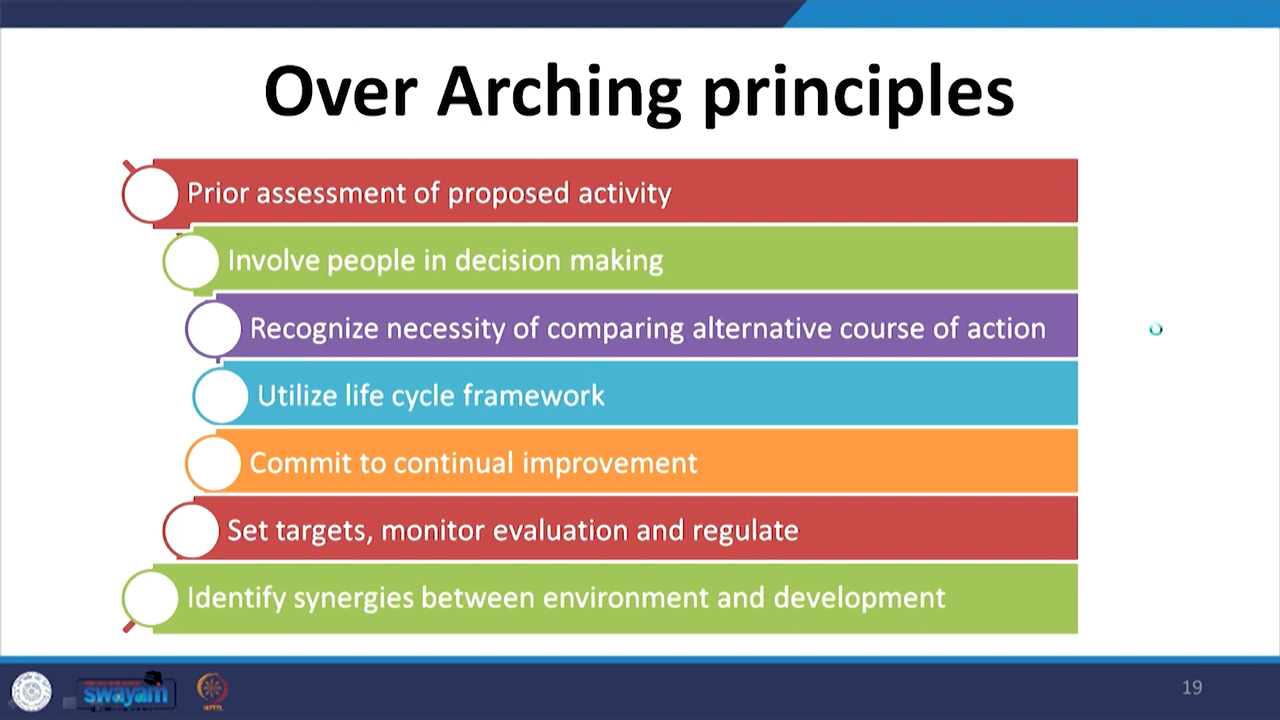 Over Arching principles
Prior assessment of proposed activity
Involve people in decision making
Recognize necessity of comparing alternative course of action
Utilize life cycle framework
Commit to continual improvement
Set targets, monitor evaluation and regulate
Identify synergies between environment and development
swayam
19